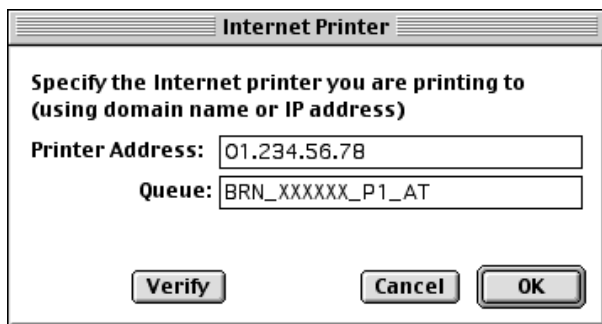 Internet Printer
Specify the Internet printer you are printing to
(using domain name or IP address)
Printer Address: 01.234.56.78
Queue: BRN_XXXXXX_P1_AT
Verify Cancel OK